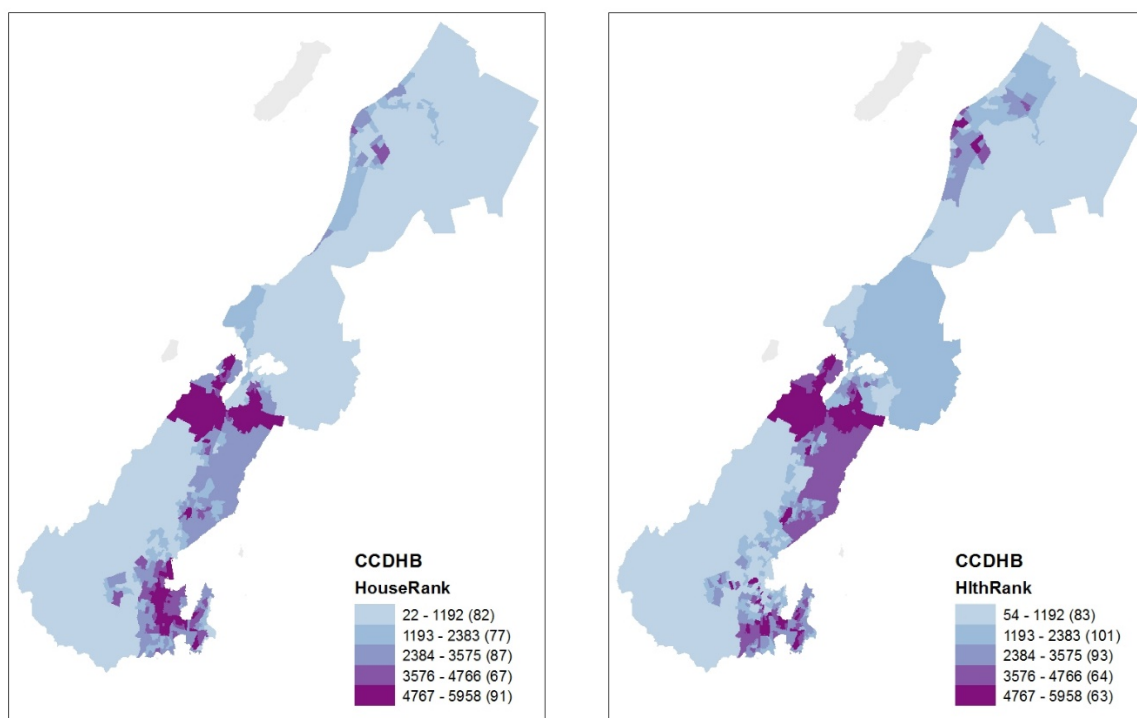 CCDHB
HouseRank
22 - 1192 (82)
1193 - 2383 (77)
2384 - 3575 (87)
3576 - 4766 (67)
4767 - 5958 (91)
CCDHB
HlthRank
54 - 1192 (83)
1193 - 2383 (101)
2384 - 3575 (93)
3576 - 4766 (64)
4767 - 5958 (63)